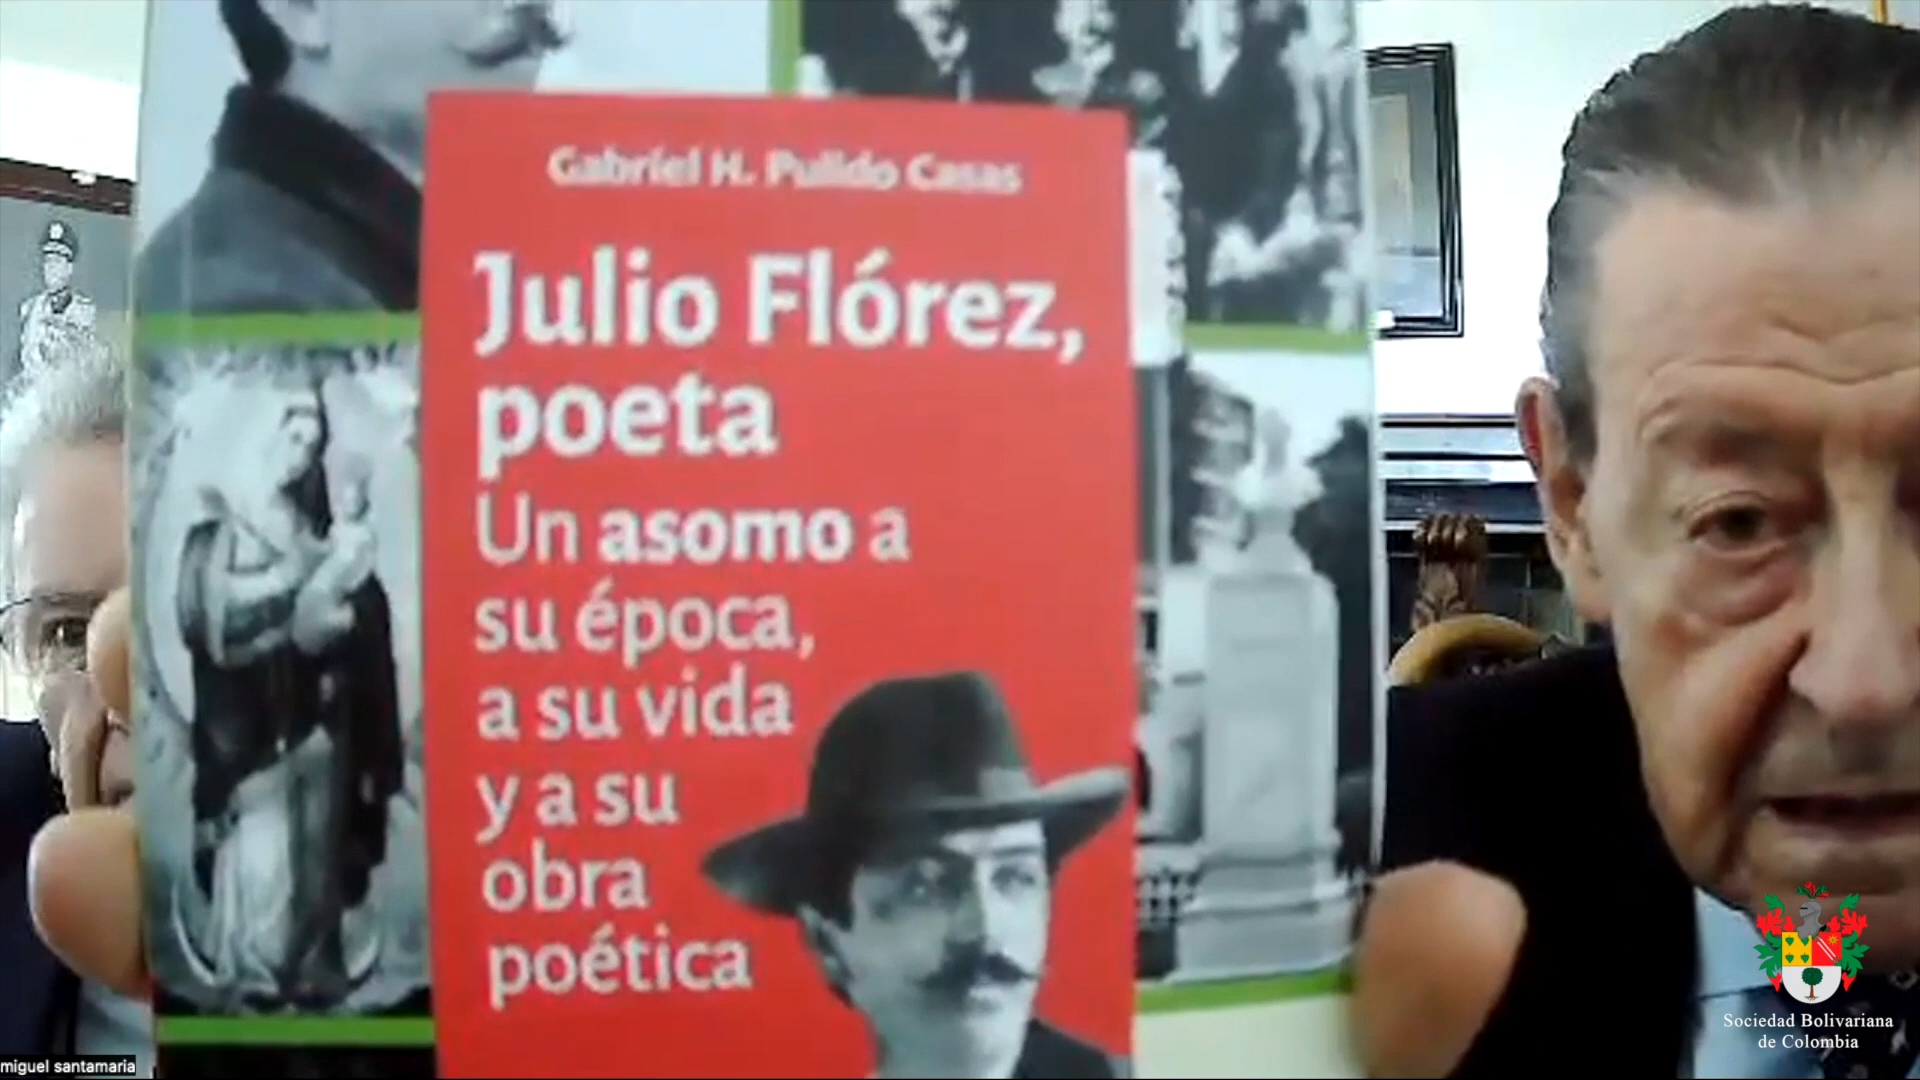 Gabriel H. Pulido Casas
Julio Flórez,
poeta
Un asomo a
su época,
a su vida
y a su
obra
poética
Sociedad Bolivariana
de Colombia
miguel santamaria